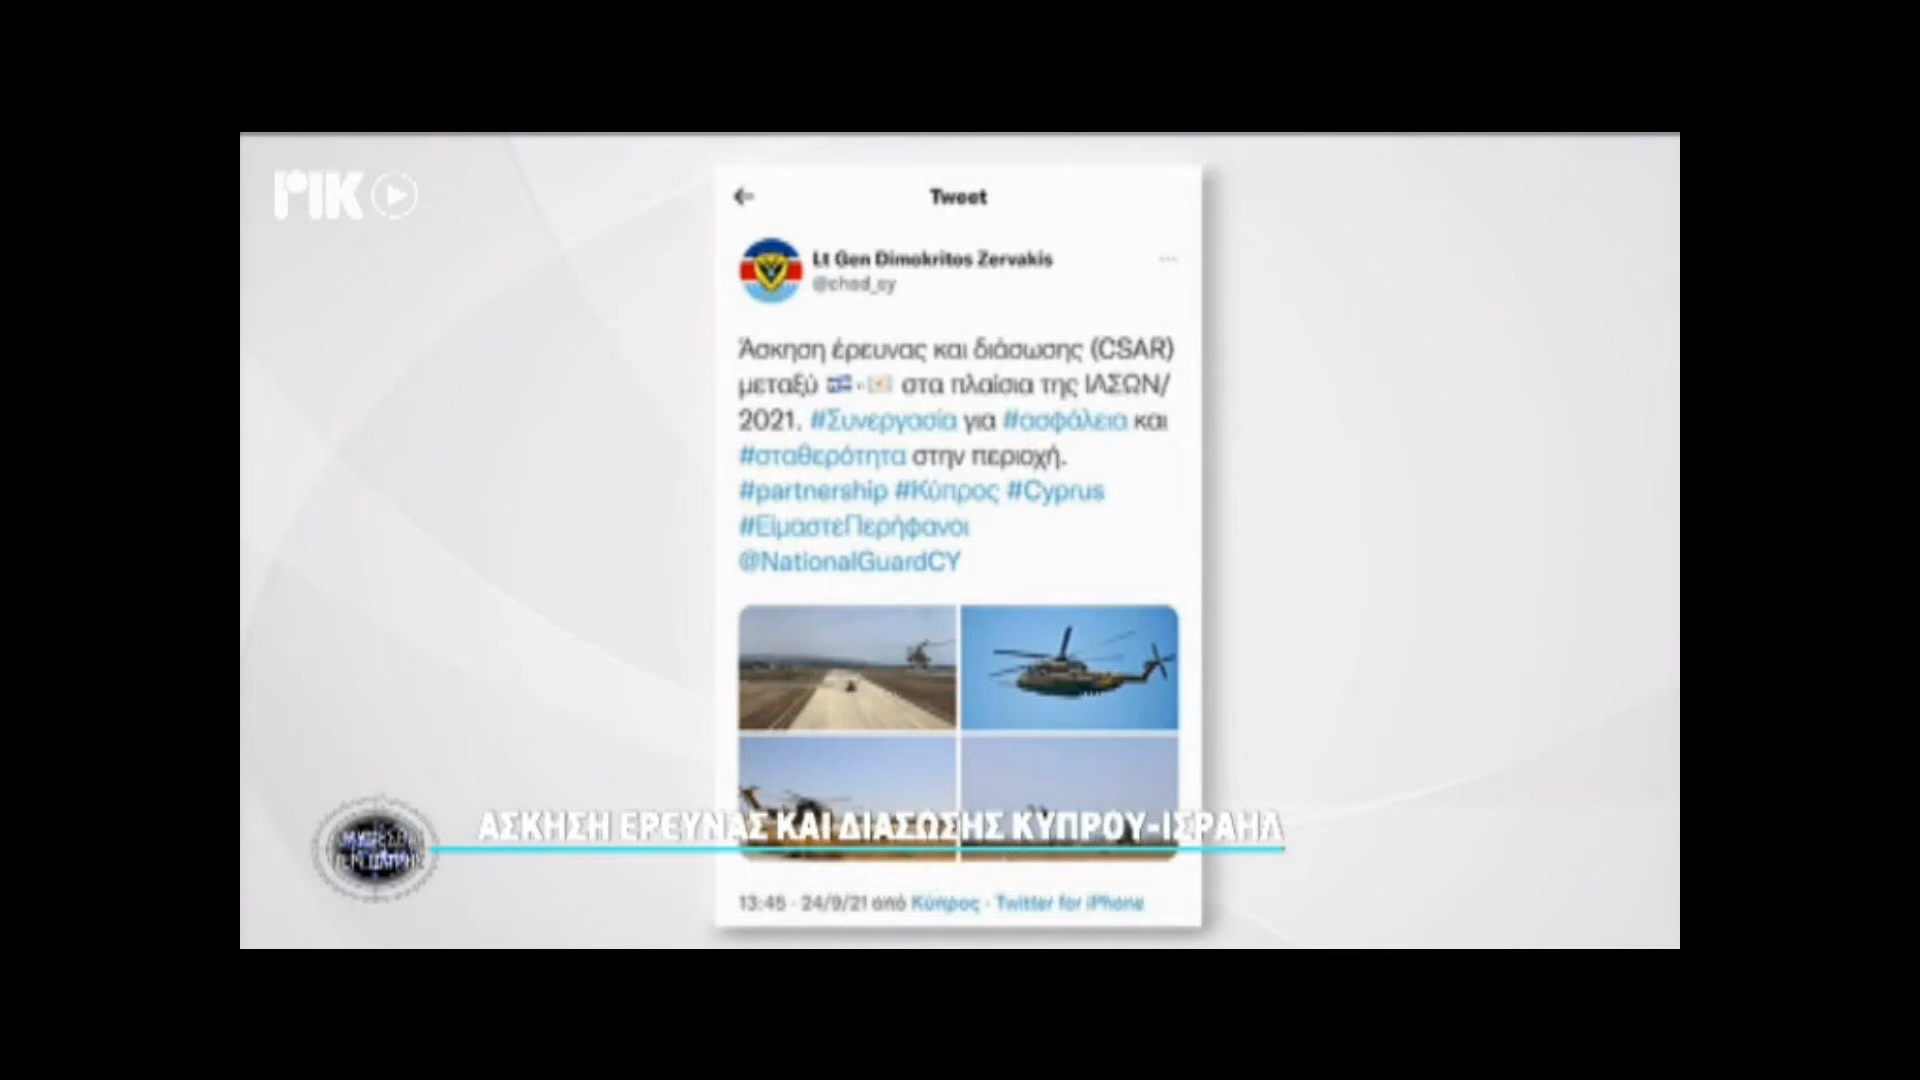 ΡΙΚ
Tweet
Lt Gen Dimokritos Zervakis
@chod_cy
Άσκηση έρευνας και διάσωσης (CSAR)
μεταξύ 🇮🇱-🇨🇾 στα πλαίσια της ΙΑΣΩΝ/
2021. #Συνεργασία για #ασφάλεια και
#σταθερότητα στην περιοχή.
#partnership #Κύπρος #Cyprus
#ΕίμαστεΠερήφανοι
@NationalGuardCY
ΑΣΚΗΣΗ ΕΡΕΥΝΑΣ ΚΑΙ ΔΙΑΣΩΣΗΣ ΚΥΠΡΟΥ-ΙΣΡΑΗΛ
13:45 · 24/9/21 από Κύπρος · Twitter for iPhone